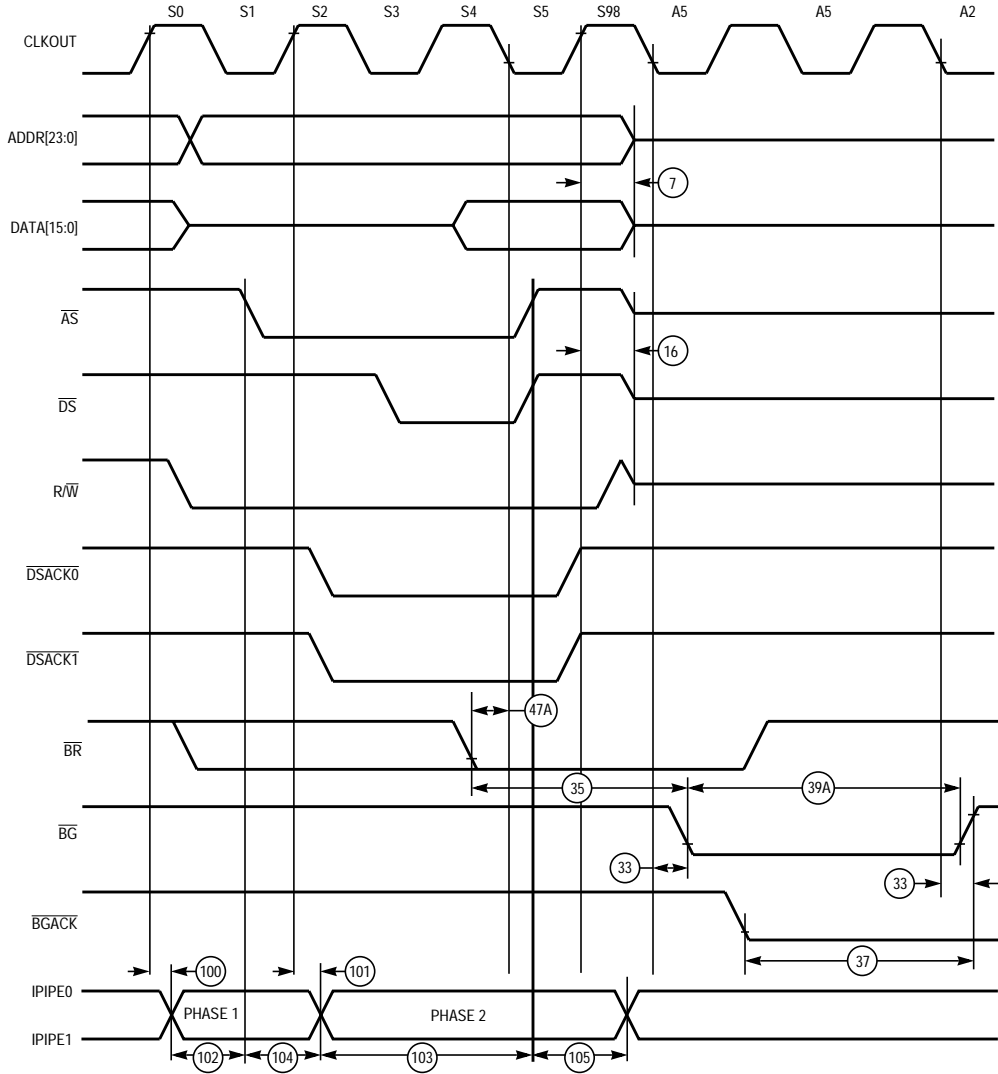 S0 S1 S2 S3 S4 S5 S98 A5 A5 A2
CLKOUT
ADDR[23:0]
7
DATA[15:0]
AS
16
DS
R/W
DSACK0
DSACK1
47A
BR
35 39A
BG
33 33
BGACK
37
100 101
IPIPE0
PHASE 1 PHASE 2
IPIPE1
102 104 103 105